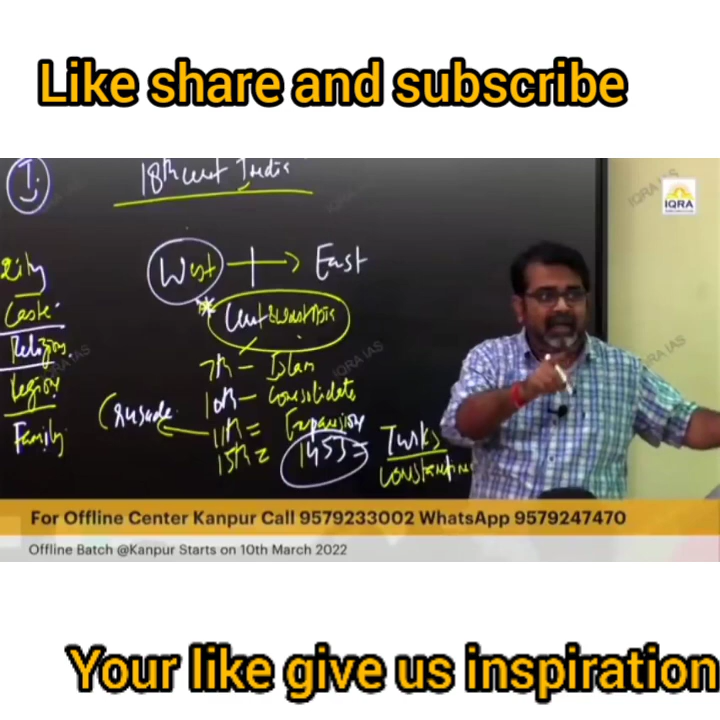 Like share and subscribe
I.
18th cent India
IQRA
West → East
Caste
Religion
Region
Family
7th - Islam
10th - Consolidate
Crusade
11th = Expansion
15th = 1453 = Turks
IQRA IAS
For Offline Center Kanpur Call 9579233002 WhatsApp 9579247470
Offline Batch @Kanpur Starts on 10th March 2022
Your like give us inspiration